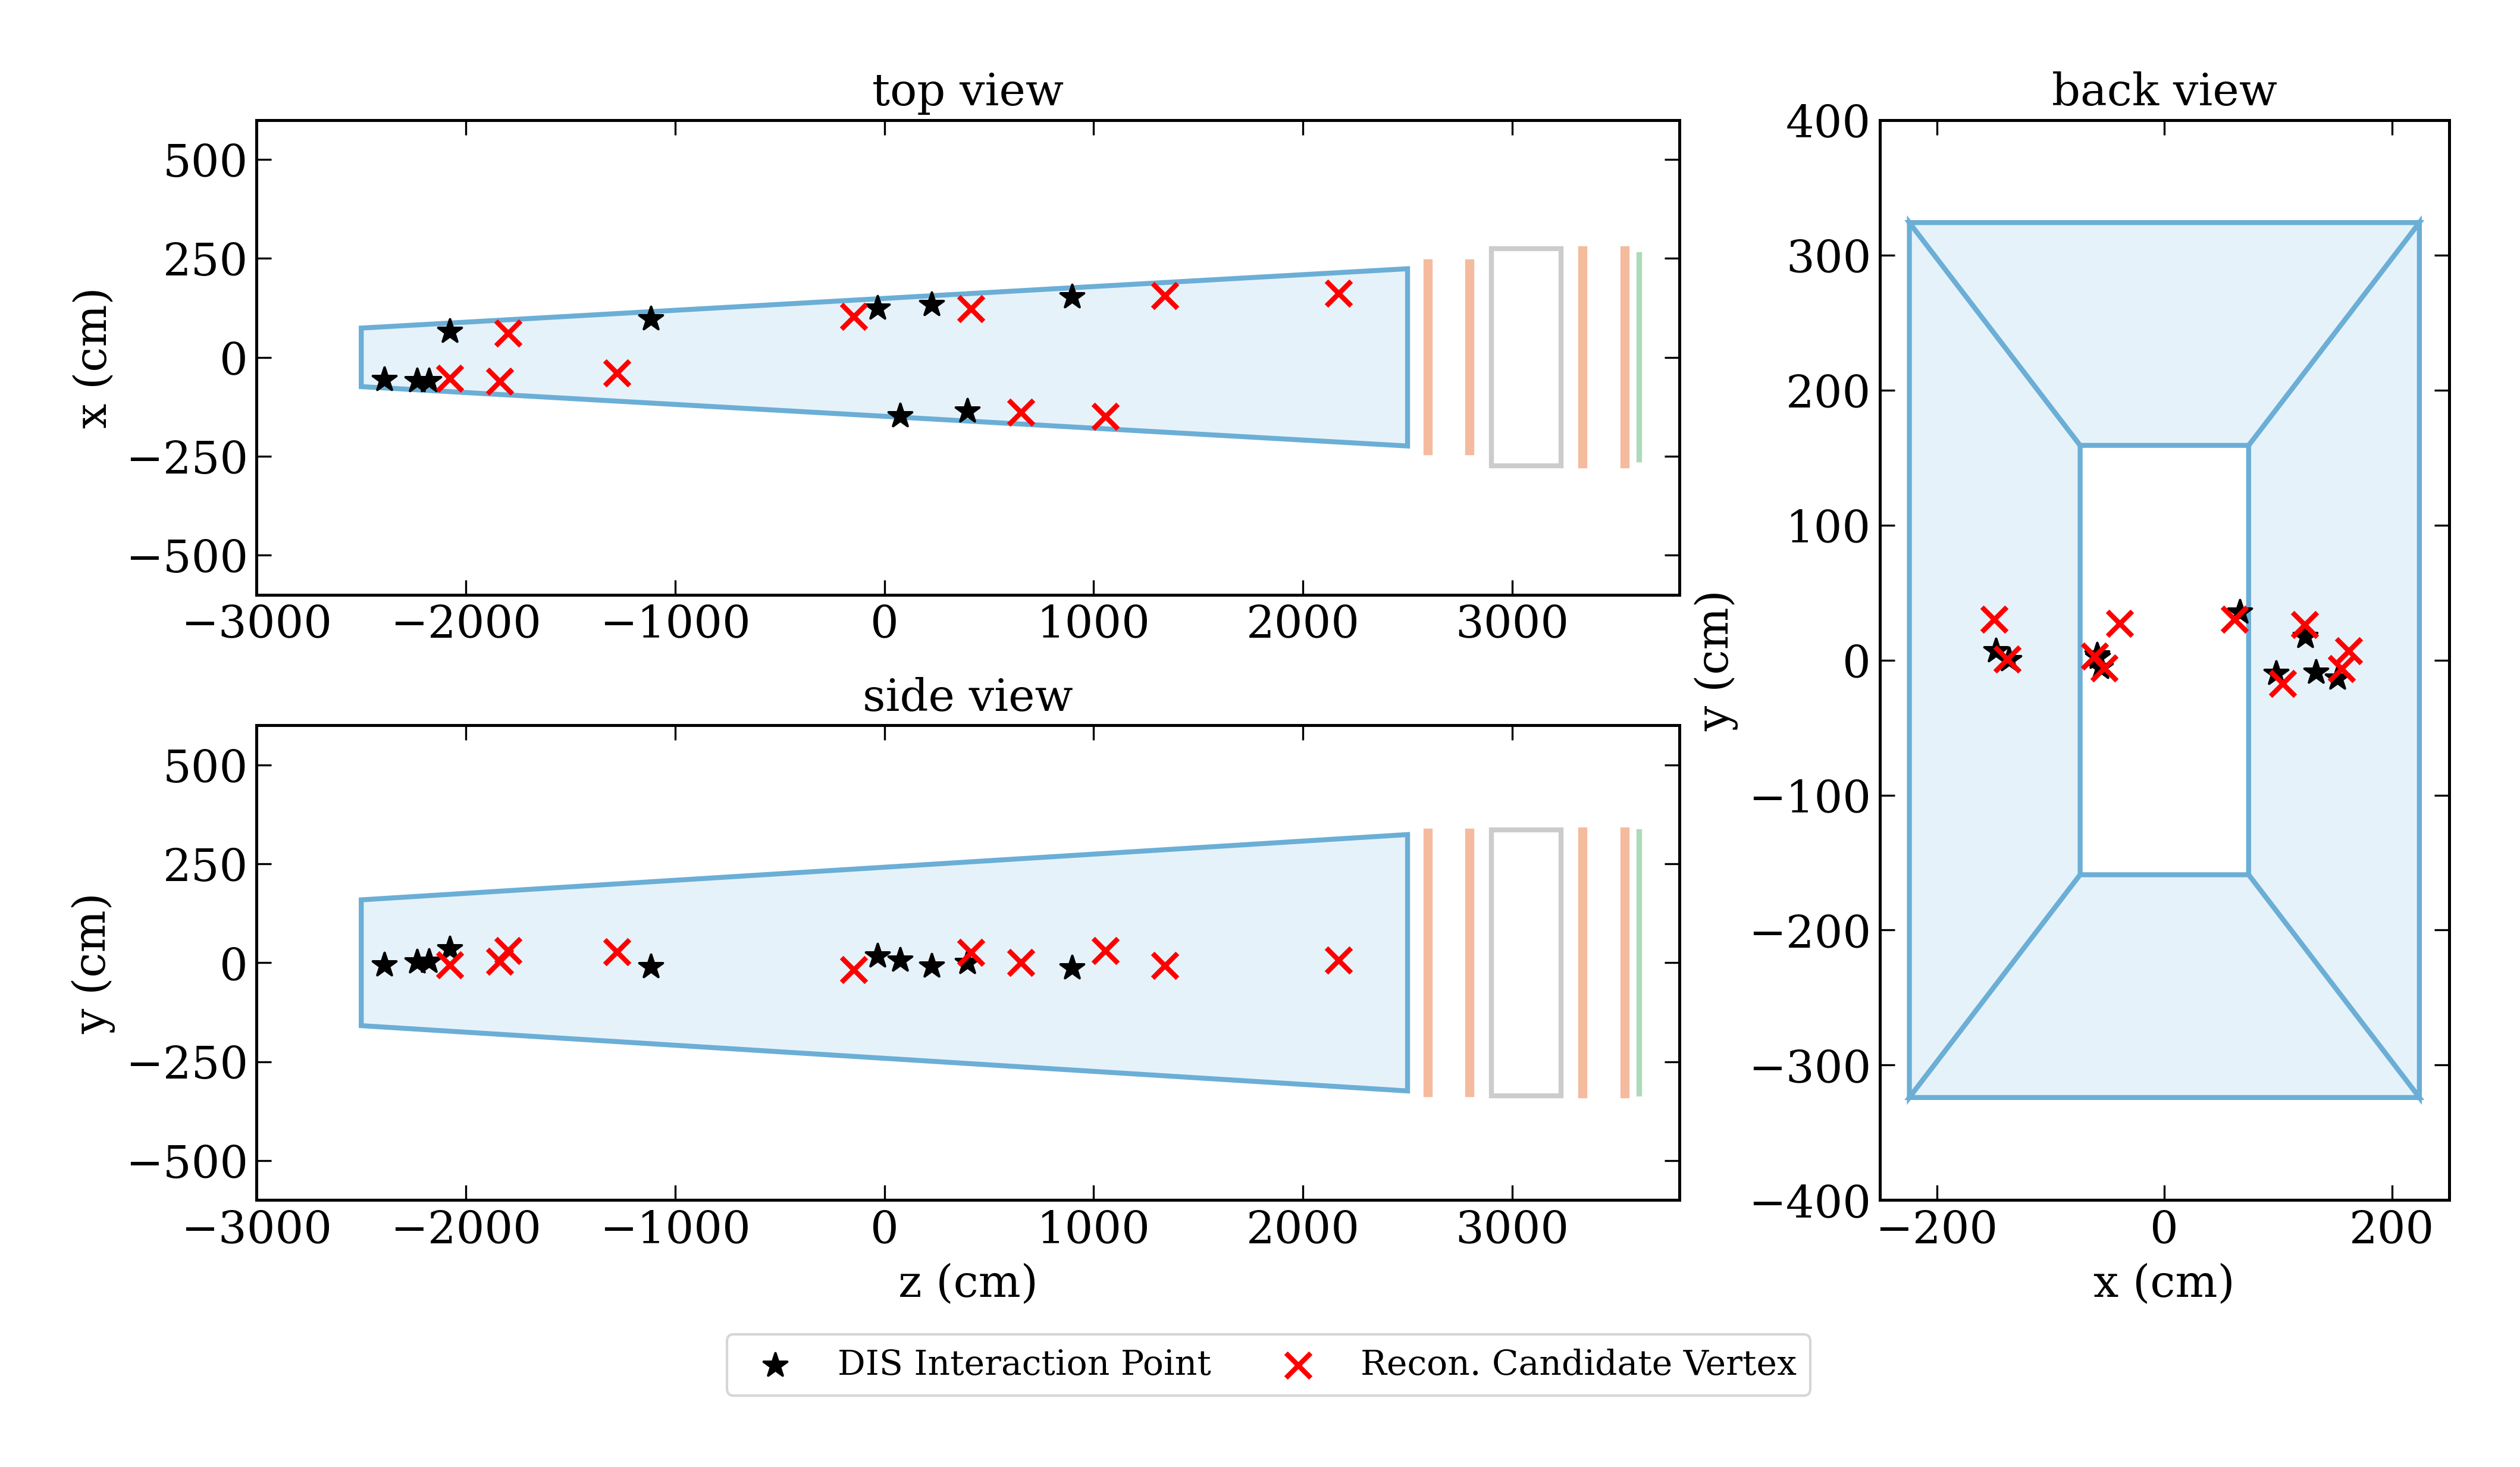 top view
x (cm)
500
250
0
−250
−500
−3000 −2000 −1000 0 1000 2000 3000
side view
y (cm)
500
250
0
−250
−500
−3000 −2000 −1000 0 1000 2000 3000
z (cm)
back view
y (cm)
400
300
200
100
0
−100
−200
−300
−400
−200 0 200
x (cm)
DIS Interaction Point Recon. Candidate Vertex